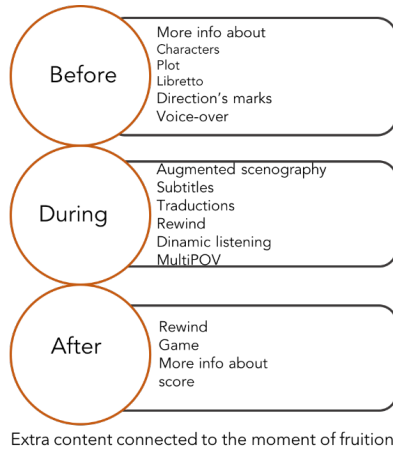 Before
More info about
Characters
Plot
Libretto
Direction's marks
Voice-over
During
Augmented scenography
Subtitles
Traductions
Rewind
Dinamic listening
MultiPOV
After
Rewind
Game
More info about
score
Extra content connected to the moment of fruition